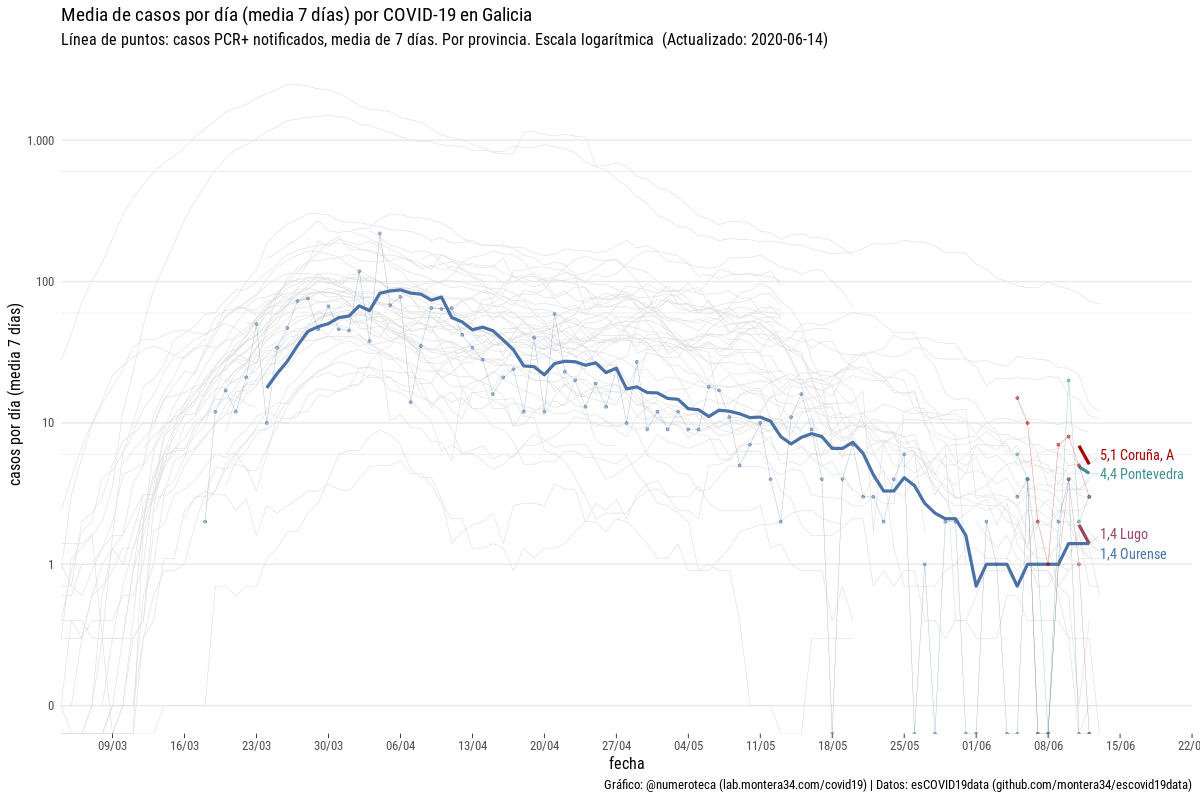 Media de casos por día (media 7 días) por COVID-19 en Galicia
Línea de puntos: casos PCR+ notificados, media de 7 días. Por provincia. Escala logarítmica (Actualizado: 2020-06-14)
casos por día (media 7 días)
1.000
100
10
1
0
5,1 Coruña, A
4,4 Pontevedra
1,4 Lugo
1,4 Ourense
09/03 16/03 23/03 30/03 06/04 13/04 20/04 27/04 04/05 11/05 18/05 25/05 01/06 08/06 15/06 22/0
fecha
Gráfico: @numeroteca (lab.montera34.com/covid19) | Datos: esCOVID19data (github.com/montera34/escovid19data)